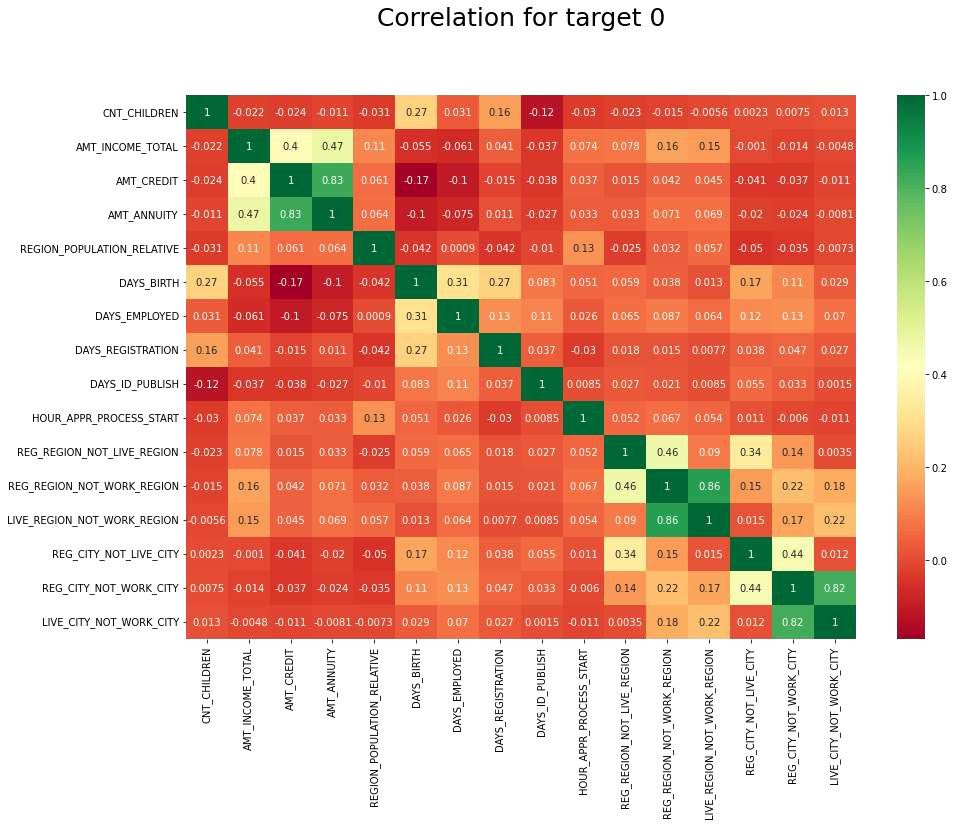 Correlation for target 0
CNT_CHILDREN 1 -0.022 -0.024 -0.011 -0.031 0.27 0.031 0.16 -0.12 -0.03 -0.023 -0.015 -0.0056 0.0023 0.0075 0.013
AMT_INCOME_TOTAL -0.022 1 0.4 0.47 0.11 -0.055 -0.061 0.041 -0.037 0.074 0.078 0.16 0.15 -0.001 -0.014 -0.0048
AMT_CREDIT -0.024 0.4 1 0.83 0.061 -0.17 -0.1 -0.015 -0.038 0.037 0.015 0.042 0.045 -0.041 -0.037 -0.011
AMT_ANNUITY -0.011 0.47 0.83 1 0.064 -0.1 -0.075 0.011 -0.027 0.033 0.033 0.071 0.069 -0.02 -0.024 -0.0081
REGION_POPULATION_RELATIVE -0.031 0.11 0.061 0.064 1 -0.042 0.0009 -0.042 -0.01 0.13 -0.025 0.032 0.057 -0.05 -0.035 -0.0073
DAYS_BIRTH 0.27 -0.055 -0.17 -0.1 -0.042 1 0.31 0.27 0.083 0.051 0.059 0.038 0.013 0.17 0.11 0.029
DAYS_EMPLOYED 0.031 -0.061 -0.1 -0.075 0.0009 0.31 1 0.13 0.11 0.026 0.065 0.087 0.064 0.12 0.13 0.07
DAYS_REGISTRATION 0.16 0.041 -0.015 0.011 -0.042 0.27 0.13 1 0.037 -0.03 0.018 0.015 0.0077 0.038 0.047 0.027
DAYS_ID_PUBLISH -0.12 -0.037 -0.038 -0.027 -0.01 0.083 0.11 0.037 1 0.0085 0.027 0.021 0.0085 0.055 0.033 0.0015
HOUR_APPR_PROCESS_START -0.03 0.074 0.037 0.033 0.13 0.051 0.026 -0.03 0.0085 1 0.052 0.067 0.054 0.011 -0.006 -0.011
REG_REGION_NOT_LIVE_REGION -0.023 0.078 0.015 0.033 -0.025 0.059 0.065 0.018 0.027 0.052 1 0.46 0.09 0.34 0.14 0.0035
REG_REGION_NOT_WORK_REGION -0.015 0.16 0.042 0.071 0.032 0.038 0.087 0.015 0.021 0.067 0.46 1 0.86 0.15 0.22 0.18
LIVE_REGION_NOT_WORK_REGION -0.0056 0.15 0.045 0.069 0.057 0.013 0.064 0.0077 0.0085 0.054 0.09 0.86 1 0.015 0.17 0.22
REG_CITY_NOT_LIVE_CITY 0.0023 -0.001 -0.041 -0.02 -0.05 0.17 0.12 0.038 0.055 0.011 0.34 0.15 0.015 1 0.44 0.012
REG_CITY_NOT_WORK_CITY 0.0075 -0.014 -0.037 -0.024 -0.035 0.11 0.13 0.047 0.033 -0.006 0.14 0.22 0.17 0.44 1 0.82
LIVE_CITY_NOT_WORK_CITY 0.013 -0.0048 -0.011 -0.0081 -0.0073 0.029 0.07 0.027 0.0015 -0.011 0.0035 0.18 0.22 0.012 0.82 1
CNT_CHILDREN
AMT_INCOME_TOTAL
AMT_CREDIT
AMT_ANNUITY
REGION_POPULATION_RELATIVE
DAYS_BIRTH
DAYS_EMPLOYED
DAYS_REGISTRATION
DAYS_ID_PUBLISH
HOUR_APPR_PROCESS_START
REG_REGION_NOT_LIVE_REGION
REG_REGION_NOT_WORK_REGION
LIVE_REGION_NOT_WORK_REGION
REG_CITY_NOT_LIVE_CITY
REG_CITY_NOT_WORK_CITY
LIVE_CITY_NOT_WORK_CITY
1.0
0.8
0.6
0.4
0.2
0.0